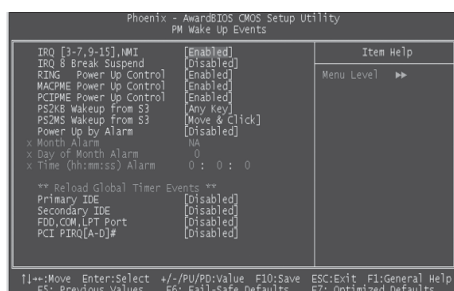 Phoenix - AwardBIOS CMOS Setup Utility
PM Wake Up Events
IRQ [3-7,9-15],NMI [Enabled]
IRQ 8 Break Suspend [Disabled]
RING Power Up Control [Enabled]
MACPME Power Up Control [Enabled]
PCIPME Power Up Control [Enabled]
PS2KB Wakeup from S3 [Any Key]
PS2MS Wakeup from S3 [Move & Click]
Power Up by Alarm [Disabled]
x Month Alarm NA
x Day of Month Alarm 0
x Time (hh:mm:ss) Alarm 0 : 0 : 0
** Reload Global Timer Events **
Primary IDE [Disabled]
Secondary IDE [Disabled]
FDD,COM,LPT Port [Disabled]
PCI PIRQ[A-D]# [Disabled]
Item Help
Menu Level ▶▶
↑↓→←:Move Enter:Select +/-/PU/PD:Value F10:Save ESC:Exit F1:General Help
F5: Previous Values F6: Fail-Safe Defaults F7: Optimized Defaults